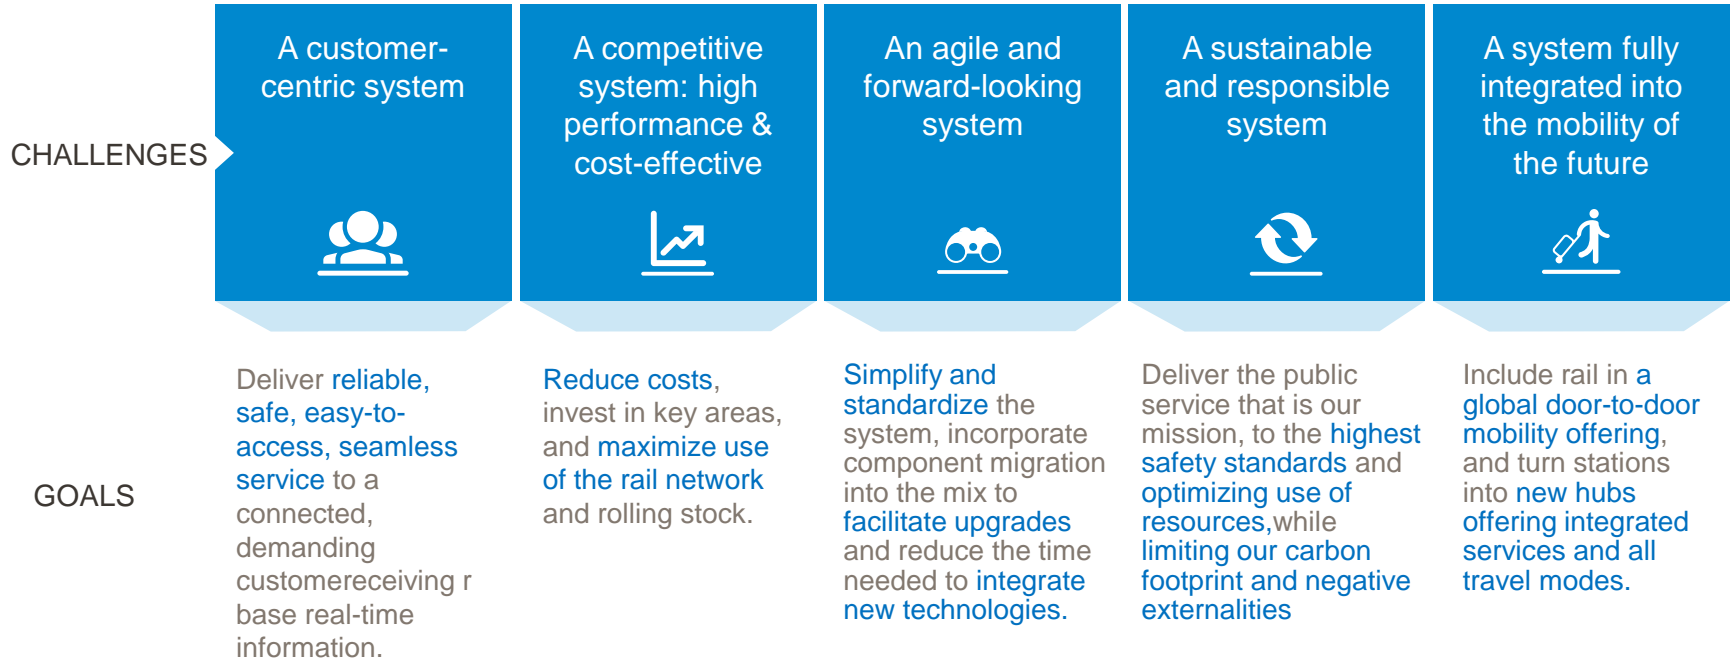 CHALLENGES
A customer-
centric system
A competitive
system: high
performance &
cost-effective
An agile and
forward-looking
system
A sustainable
and responsible
system
A system fully
integrated into
the mobility of
the future
GOALS
Deliver reliable,
safe, easy-to-
access, seamless
service to a
connected,
demanding
customereceiving r
base real-time
information.
Reduce costs,
invest in key areas,
and maximize use
of the rail network
and rolling stock.
Simplify and
standardize the
system, incorporate
component migration
into the mix to
facilitate upgrades
and reduce the time
needed to integrate
new technologies.
Deliver the public
service that is our
mission, to the highest
safety standards and
optimizing use of
resources,while
limiting our carbon
footprint and negative
externalities
Include rail in a
global door-to-door
mobility offering,
and turn stations
into new hubs
offering integrated
services and all
travel modes.